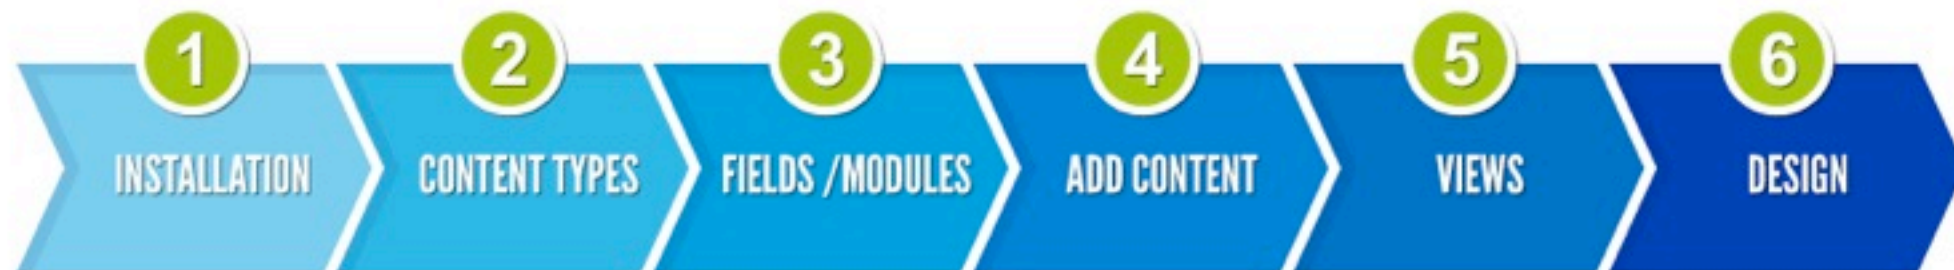 1
INSTALLATION
2
CONTENT TYPES
3
FIELDS /MODULES
4
ADD CONTENT
5
VIEWS
6
DESIGN